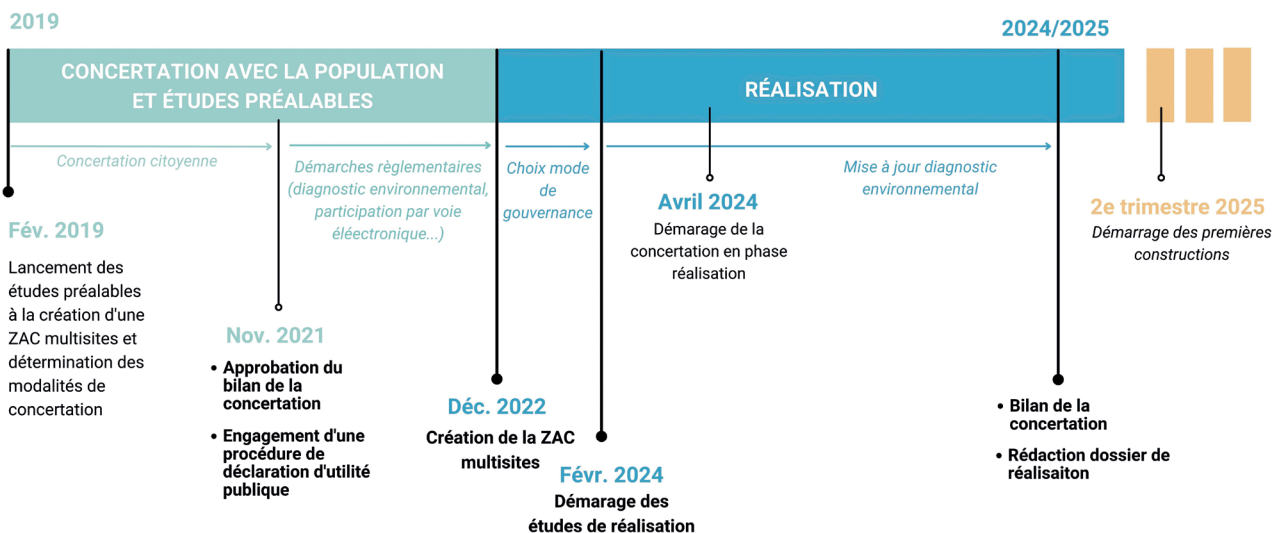 2019
2024/2025
CONCERTATION AVEC LA POPULATION
ET ÉTUDES PRÉALABLES
RÉALISATION
Concertation citoyenne
Démarches règlementaires
(diagnostic environnemental,
participation par voie
éléectronique...)
Choix mode
de
gouvernance
Mise à jour diagnostic
environnemental
Fév. 2019
Lancement des
études préalables
à la création d'une
ZAC multisites et
détermination des
modalités de
concertation
Nov. 2021
• Approbation du
bilan de la
concertation
• Engagement d'une
procédure de
déclaration d'utilité
publique
Déc. 2022
Création de la ZAC
multisites
Févr. 2024
Démarage des
études de réalisation
Avril 2024
Démarage de la
concertation en phase
réalisation
• Bilan de la
concertation
• Rédaction dossier de
réalisaiton
2e trimestre 2025
Démarrage des premières
constructions